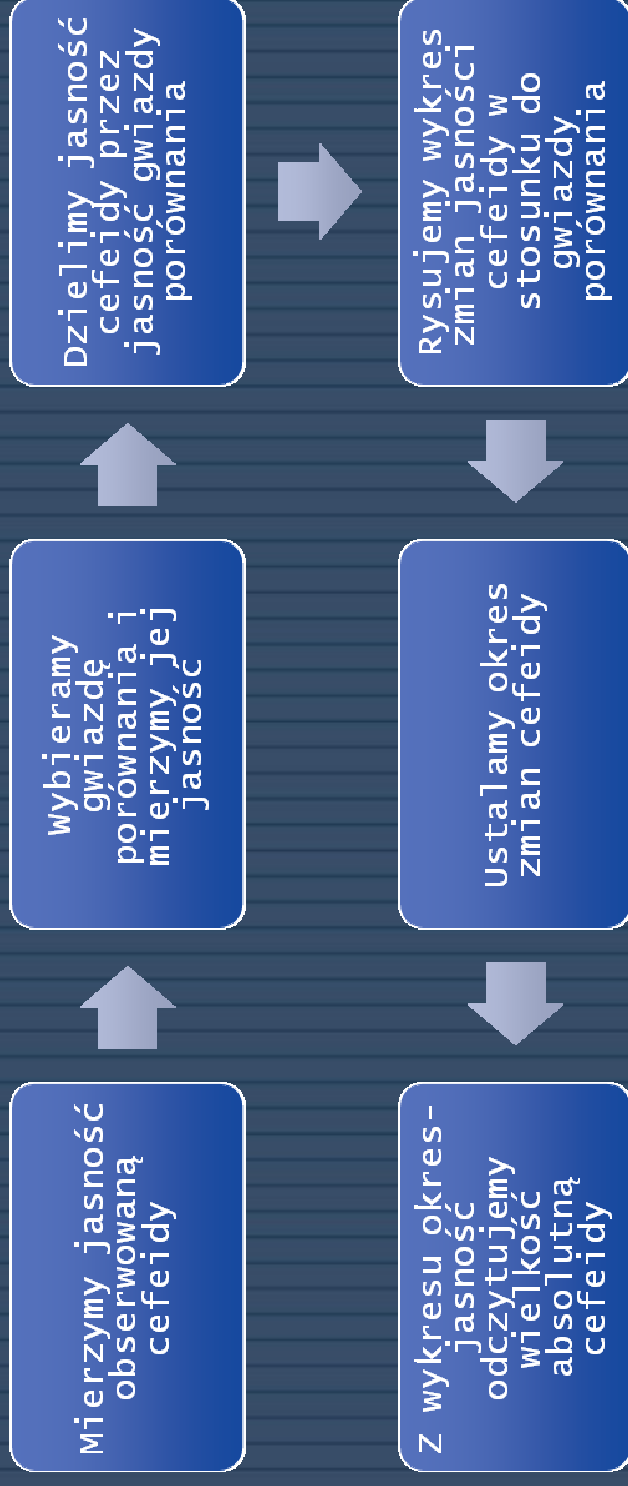 Mierzymy jasność
obserwowaną
cefeidy
Wybieramy
gwiazdę
porównania i
mierzymy jej
jasność
Dzielimy jasność
cefeidy przez
jasność gwiazdy
porównania
Rysujemy wykres
zmian jasności
cefeidy w
stosunku do
gwiazdy
porównania
Ustalamy okres
zmian cefeidy
Z wykresu okres-
jasność
odczytujemy
wielkość
absolutną
cefeidy